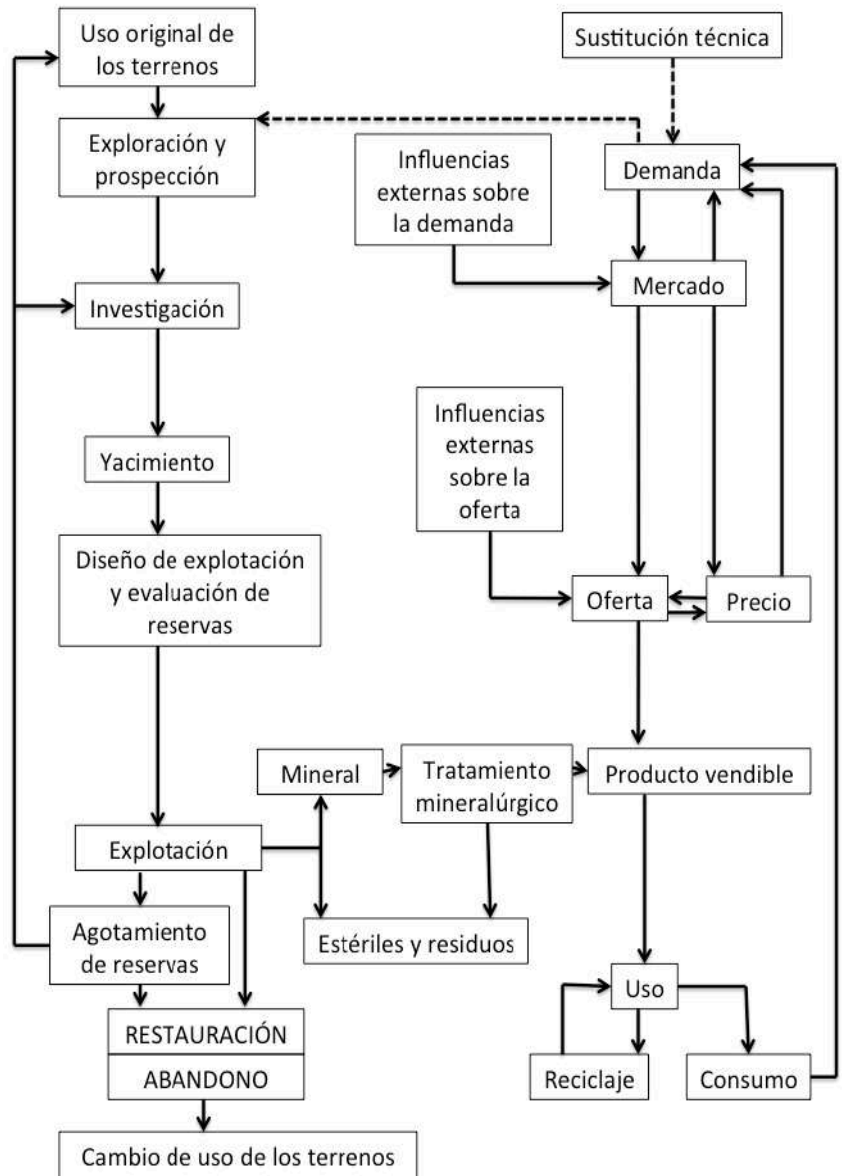 Uso original de
los terrenos
Sustitución técnica
Exploración y
prospección
Influencias
externas sobre
la demanda
Demanda
Mercado
Investigación
Influencias
externas
sobre la
oferta
Yacimiento
Diseño de explotación
y evaluación de
reservas
Oferta
Precio
Mineral
Tratamiento
mineralúrgico
Producto vendible
Explotación
Agotamiento
de reservas
Estériles y residuos
Uso
RESTAURACIÓN
ABANDONO
Reciclaje
Consumo
Cambio de uso de los terrenos